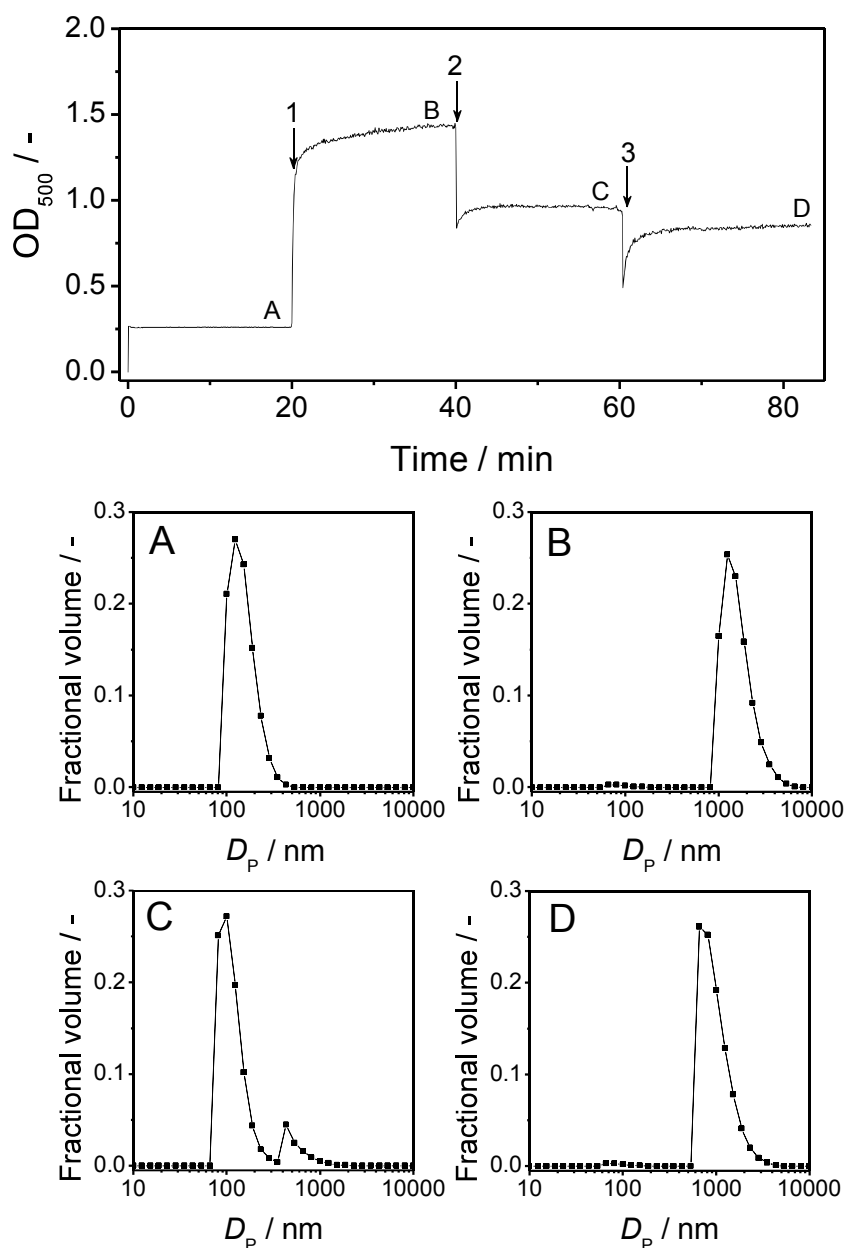 2.0
1.5
1.0
0.5
0.0
OD500 / -
1
2
3
A
B
C
D
0 20 40 60 80
Time / min
A
0.3
0.2
0.1
0.0
Fractional volume / -
10 100 1000 10000
DP / nm
B
0.3
0.2
0.1
0.0
Fractional volume / -
10 100 1000 10000
DP / nm
C
0.3
0.2
0.1
0.0
Fractional volume / -
10 100 1000 10000
DP / nm
D
0.3
0.2
0.1
0.0
Fractional volume / -
10 100 1000 10000
DP / nm